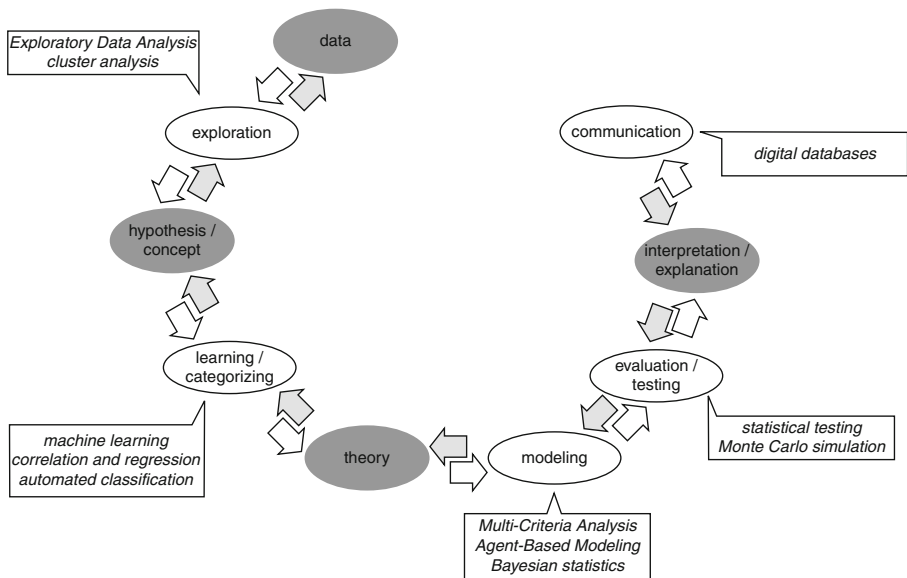 data
Exploratory Data Analysis
cluster analysis
exploration
communication
digital databases
hypothesis /
concept
interpretation /
explanation
learning /
categorizing
evaluation /
testing
machine learning
correlation and regression
automated classification
statistical testing
Monte Carlo simulation
theory
modeling
Multi-Criteria Analysis
Agent-Based Modeling
Bayesian statistics